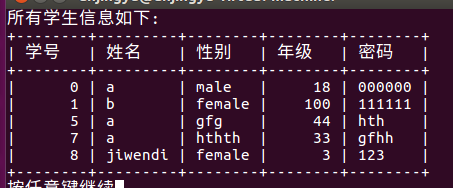 所有学生信息如下:
+--------+---------+--------+--------+--------+
| 学号 | 姓名 | 性别 | 年级 | 密码 |
+--------+---------+--------+--------+--------+
| 0 | a | male | 18 | 000000 |
| 1 | b | female | 100 | 111111 |
| 5 | a | gfg | 44 | hth |
| 7 | a | hthth | 33 | gfhh |
| 8 | jiwendi | female | 3 | 123 |
+--------+---------+--------+--------+--------+
按任意键继续